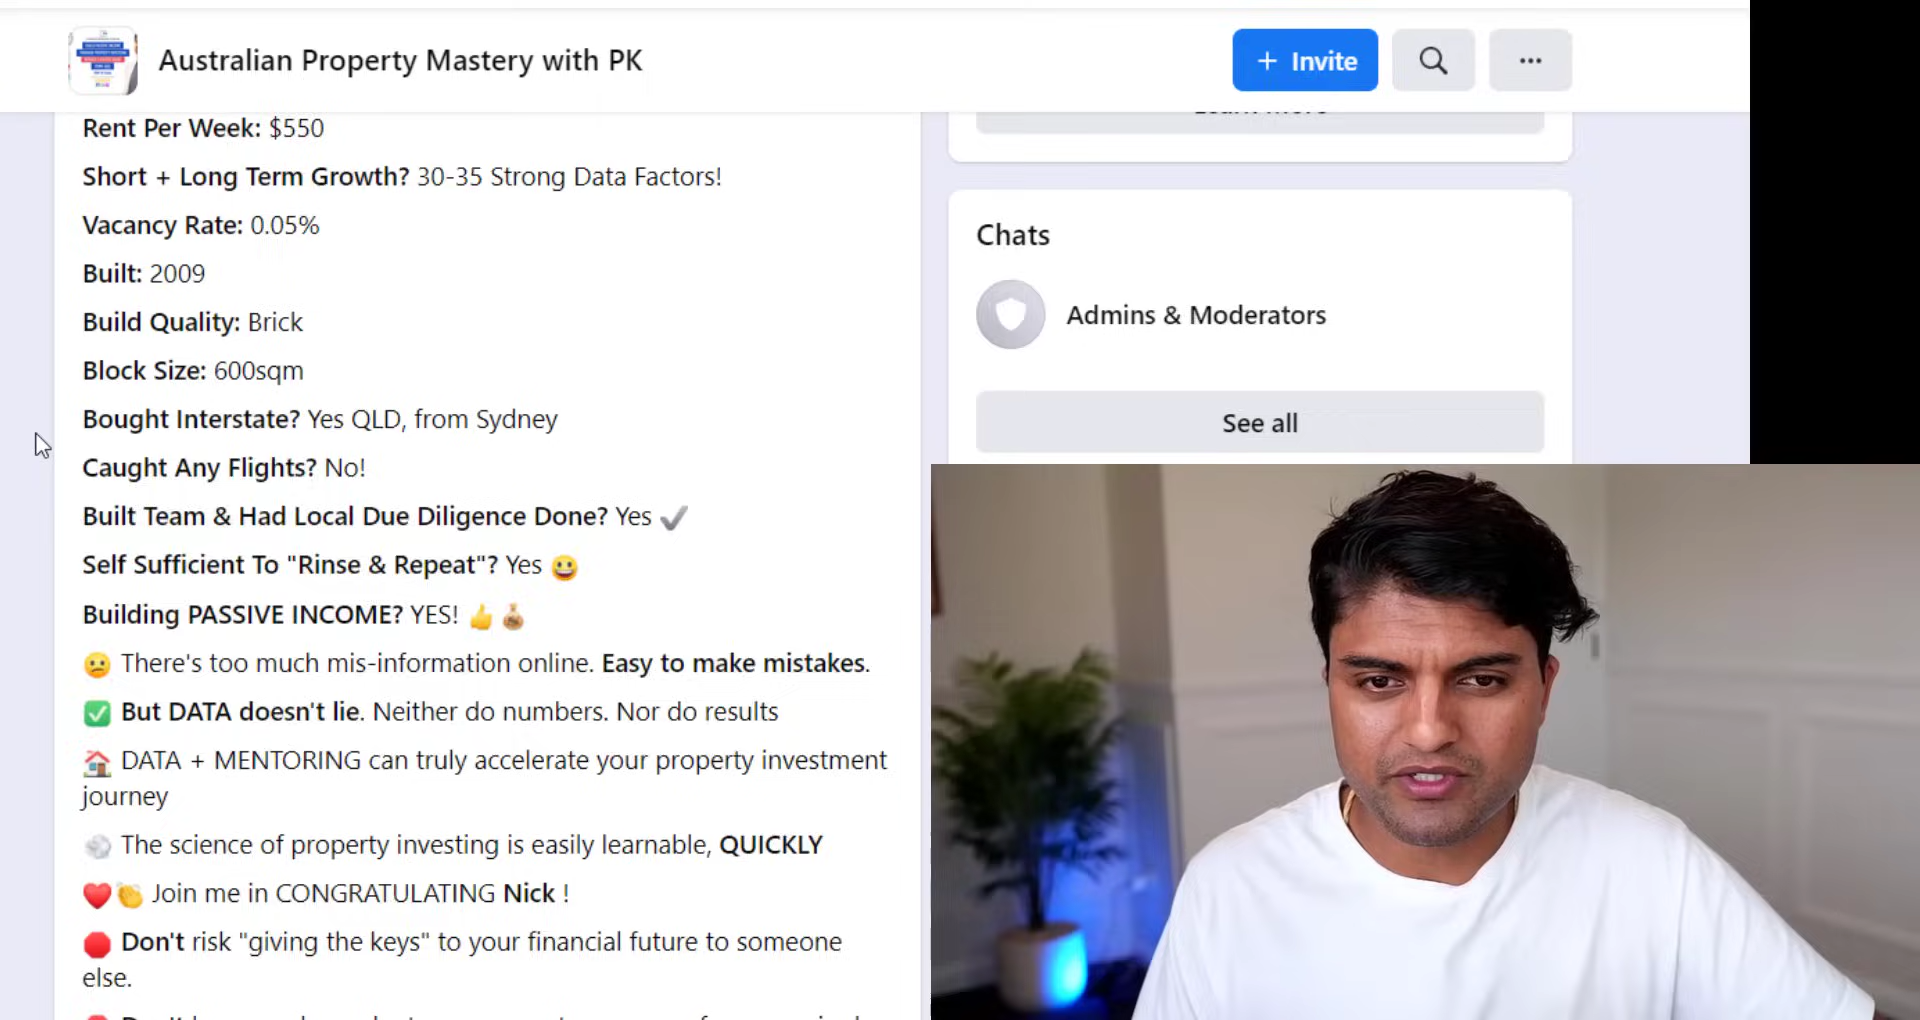 Australian Property Mastery with PK
+ Invite
Rent Per Week: $550
Short + Long Term Growth? 30-35 Strong Data Factors!
Vacancy Rate: 0.05%
Built: 2009
Build Quality: Brick
Block Size: 600sqm
Bought Interstate? Yes QLD, from Sydney
Caught Any Flights? No!
Built Team & Had Local Due Diligence Done? Yes ✔
Self Sufficient To "Rinse & Repeat"? Yes 😀
Building PASSIVE INCOME? YES! 👍 💰
😕 There's too much mis-information online. Easy to make mistakes.
✅ But DATA doesn't lie. Neither do numbers. Nor do results
🏠 DATA + MENTORING can truly accelerate your property investment
journey
💨 The science of property investing is easily learnable, QUICKLY
❤️👏 Join me in CONGRATULATING Nick !
🛑 Don't risk "giving the keys" to your financial future to someone
else.
Chats
Admins & Moderators
See all